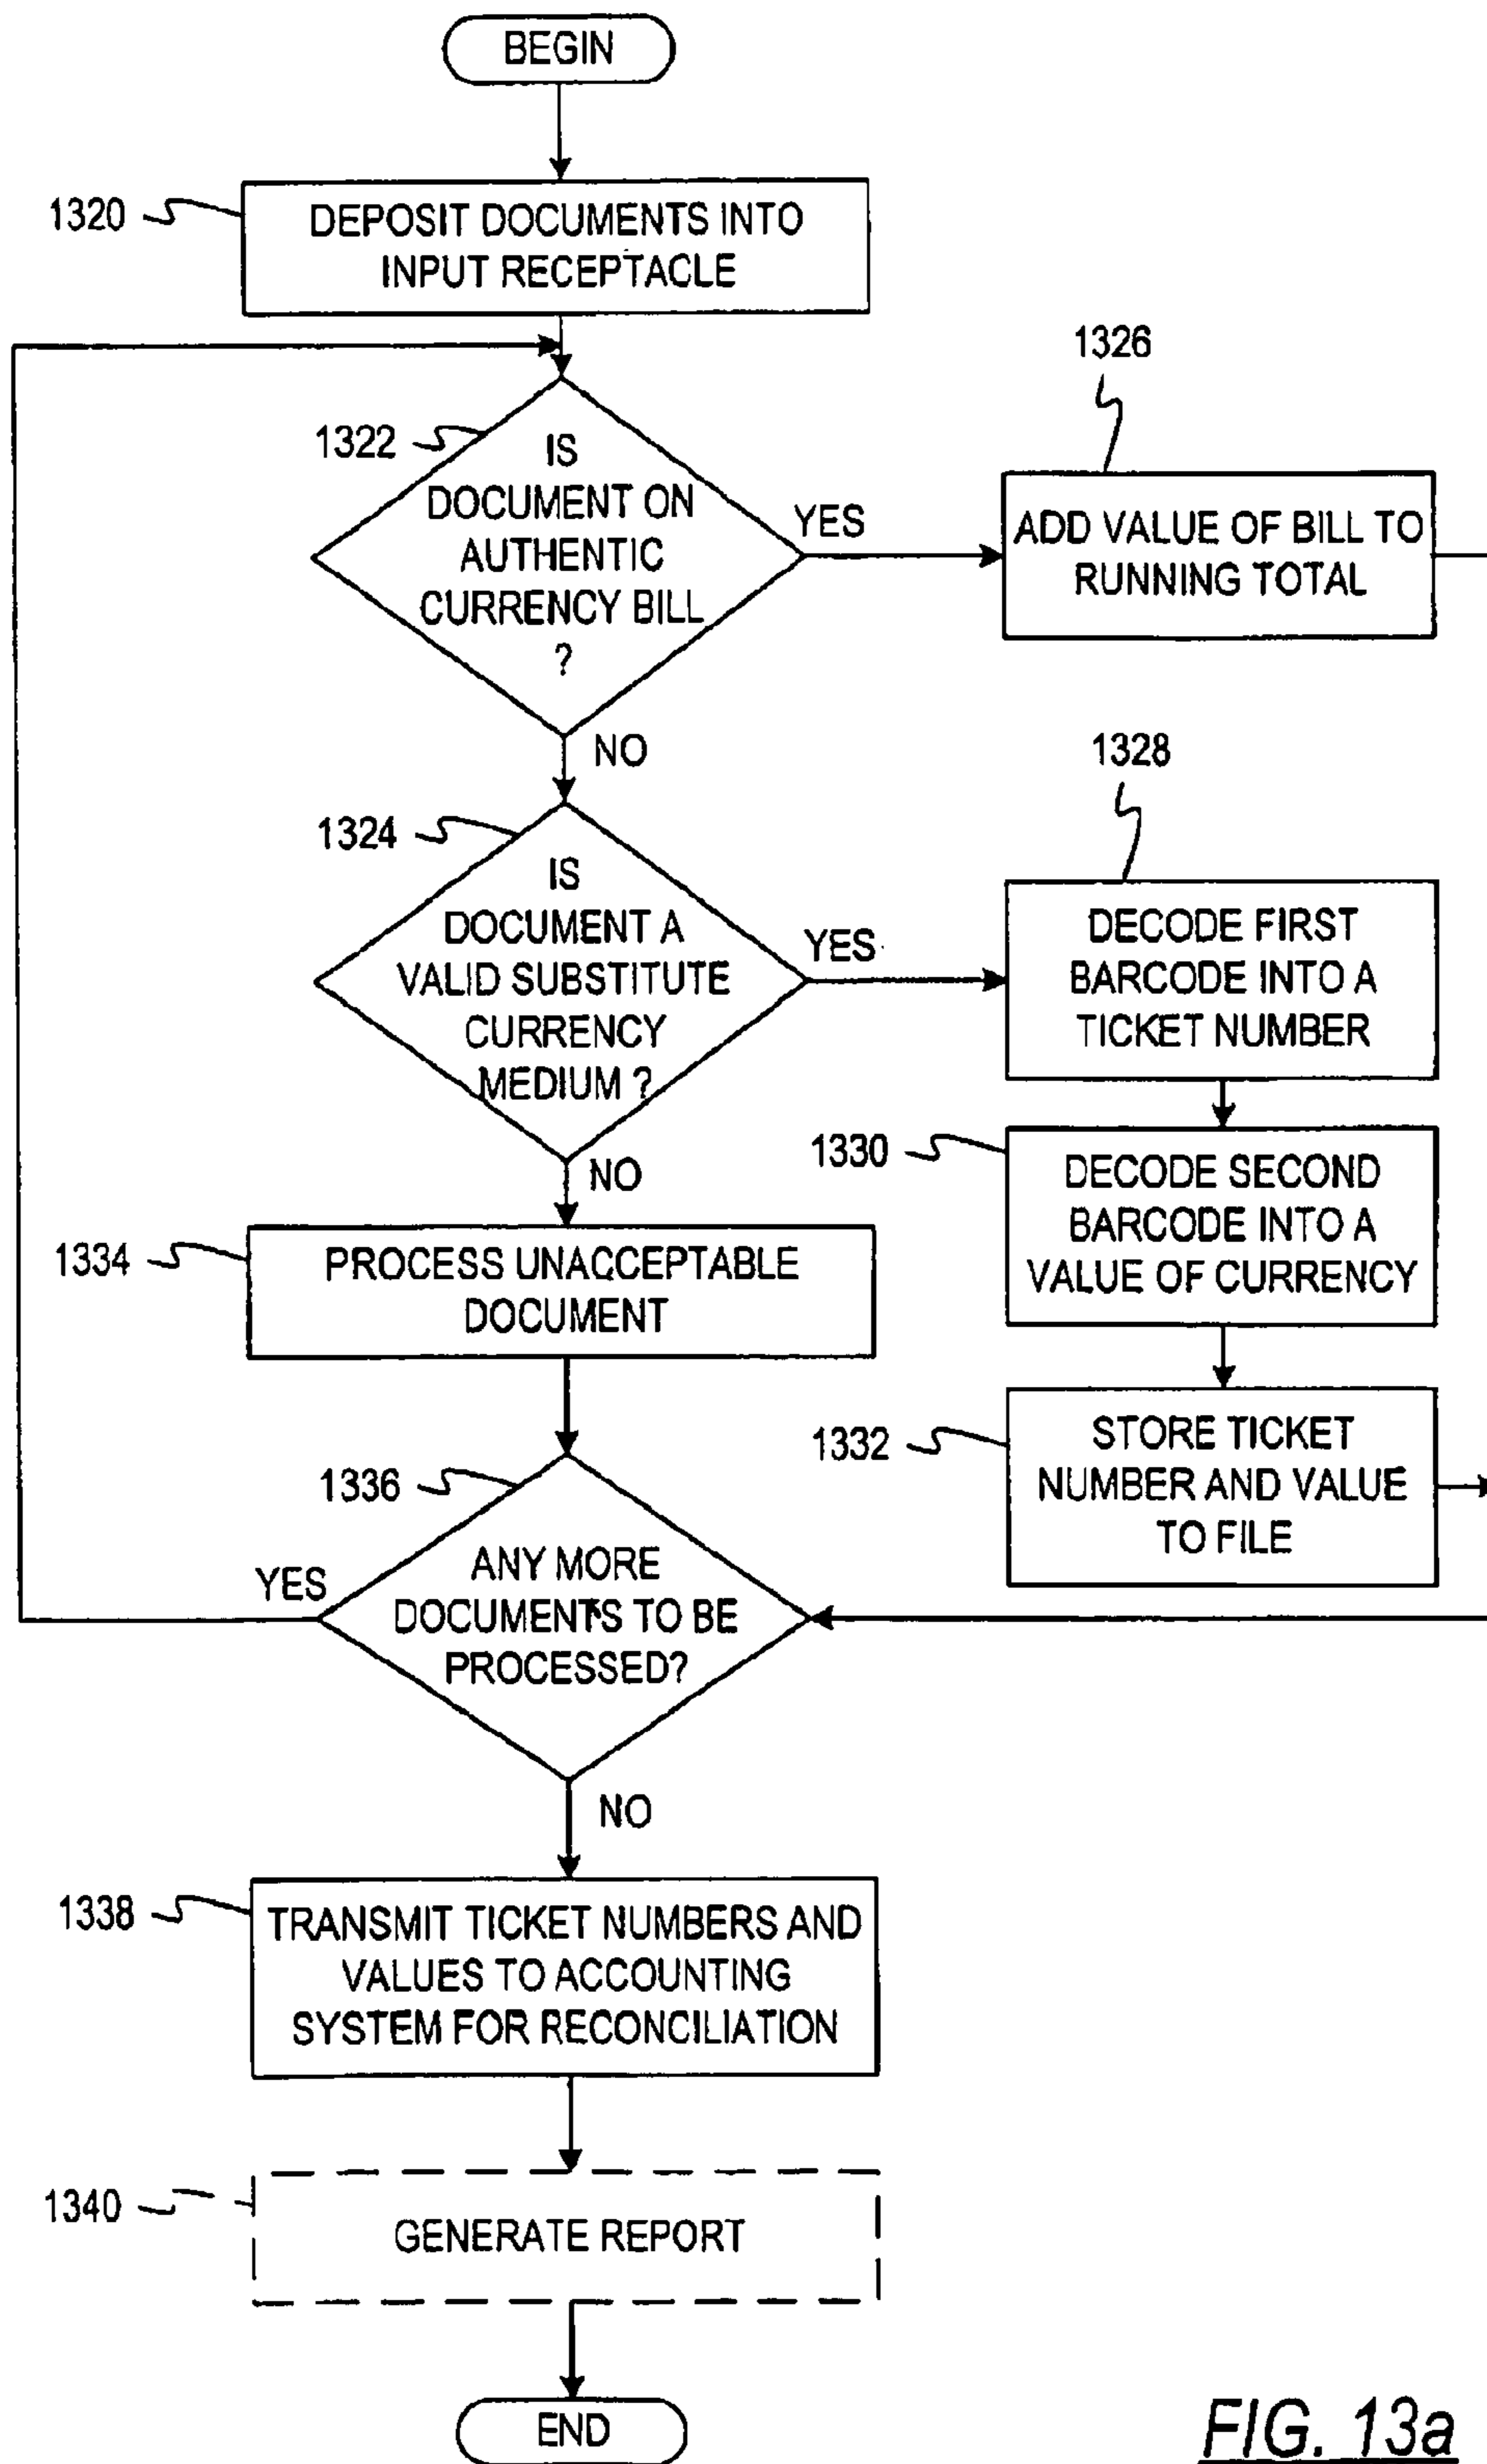 BEGIN
1320
DEPOSIT DOCUMENTS INTO
INPUT RECEPTACLE
1322
IS
DOCUMENT ON
AUTHENTIC
CURRENCY BILL
?
YES
NO
1326
ADD VALUE OF BILL TO
RUNNING TOTAL
1324
IS
DOCUMENT A
VALID SUBSTITUTE
CURRENCY
MEDIUM ?
YES
NO
1328
DECODE FIRST
BARCODE INTO A
TICKET NUMBER
1330
DECODE SECOND
BARCODE INTO A
VALUE OF CURRENCY
1332
STORE TICKET
NUMBER AND VALUE
TO FILE
1334
PROCESS UNACCEPTABLE
DOCUMENT
1336
ANY MORE
DOCUMENTS TO BE
PROCESSED?
YES
NO
1338
TRANSMIT TICKET NUMBERS AND
VALUES TO ACCOUNTING
SYSTEM FOR RECONCILIATION
1340
GENERATE REPORT
END
FIG. 13a